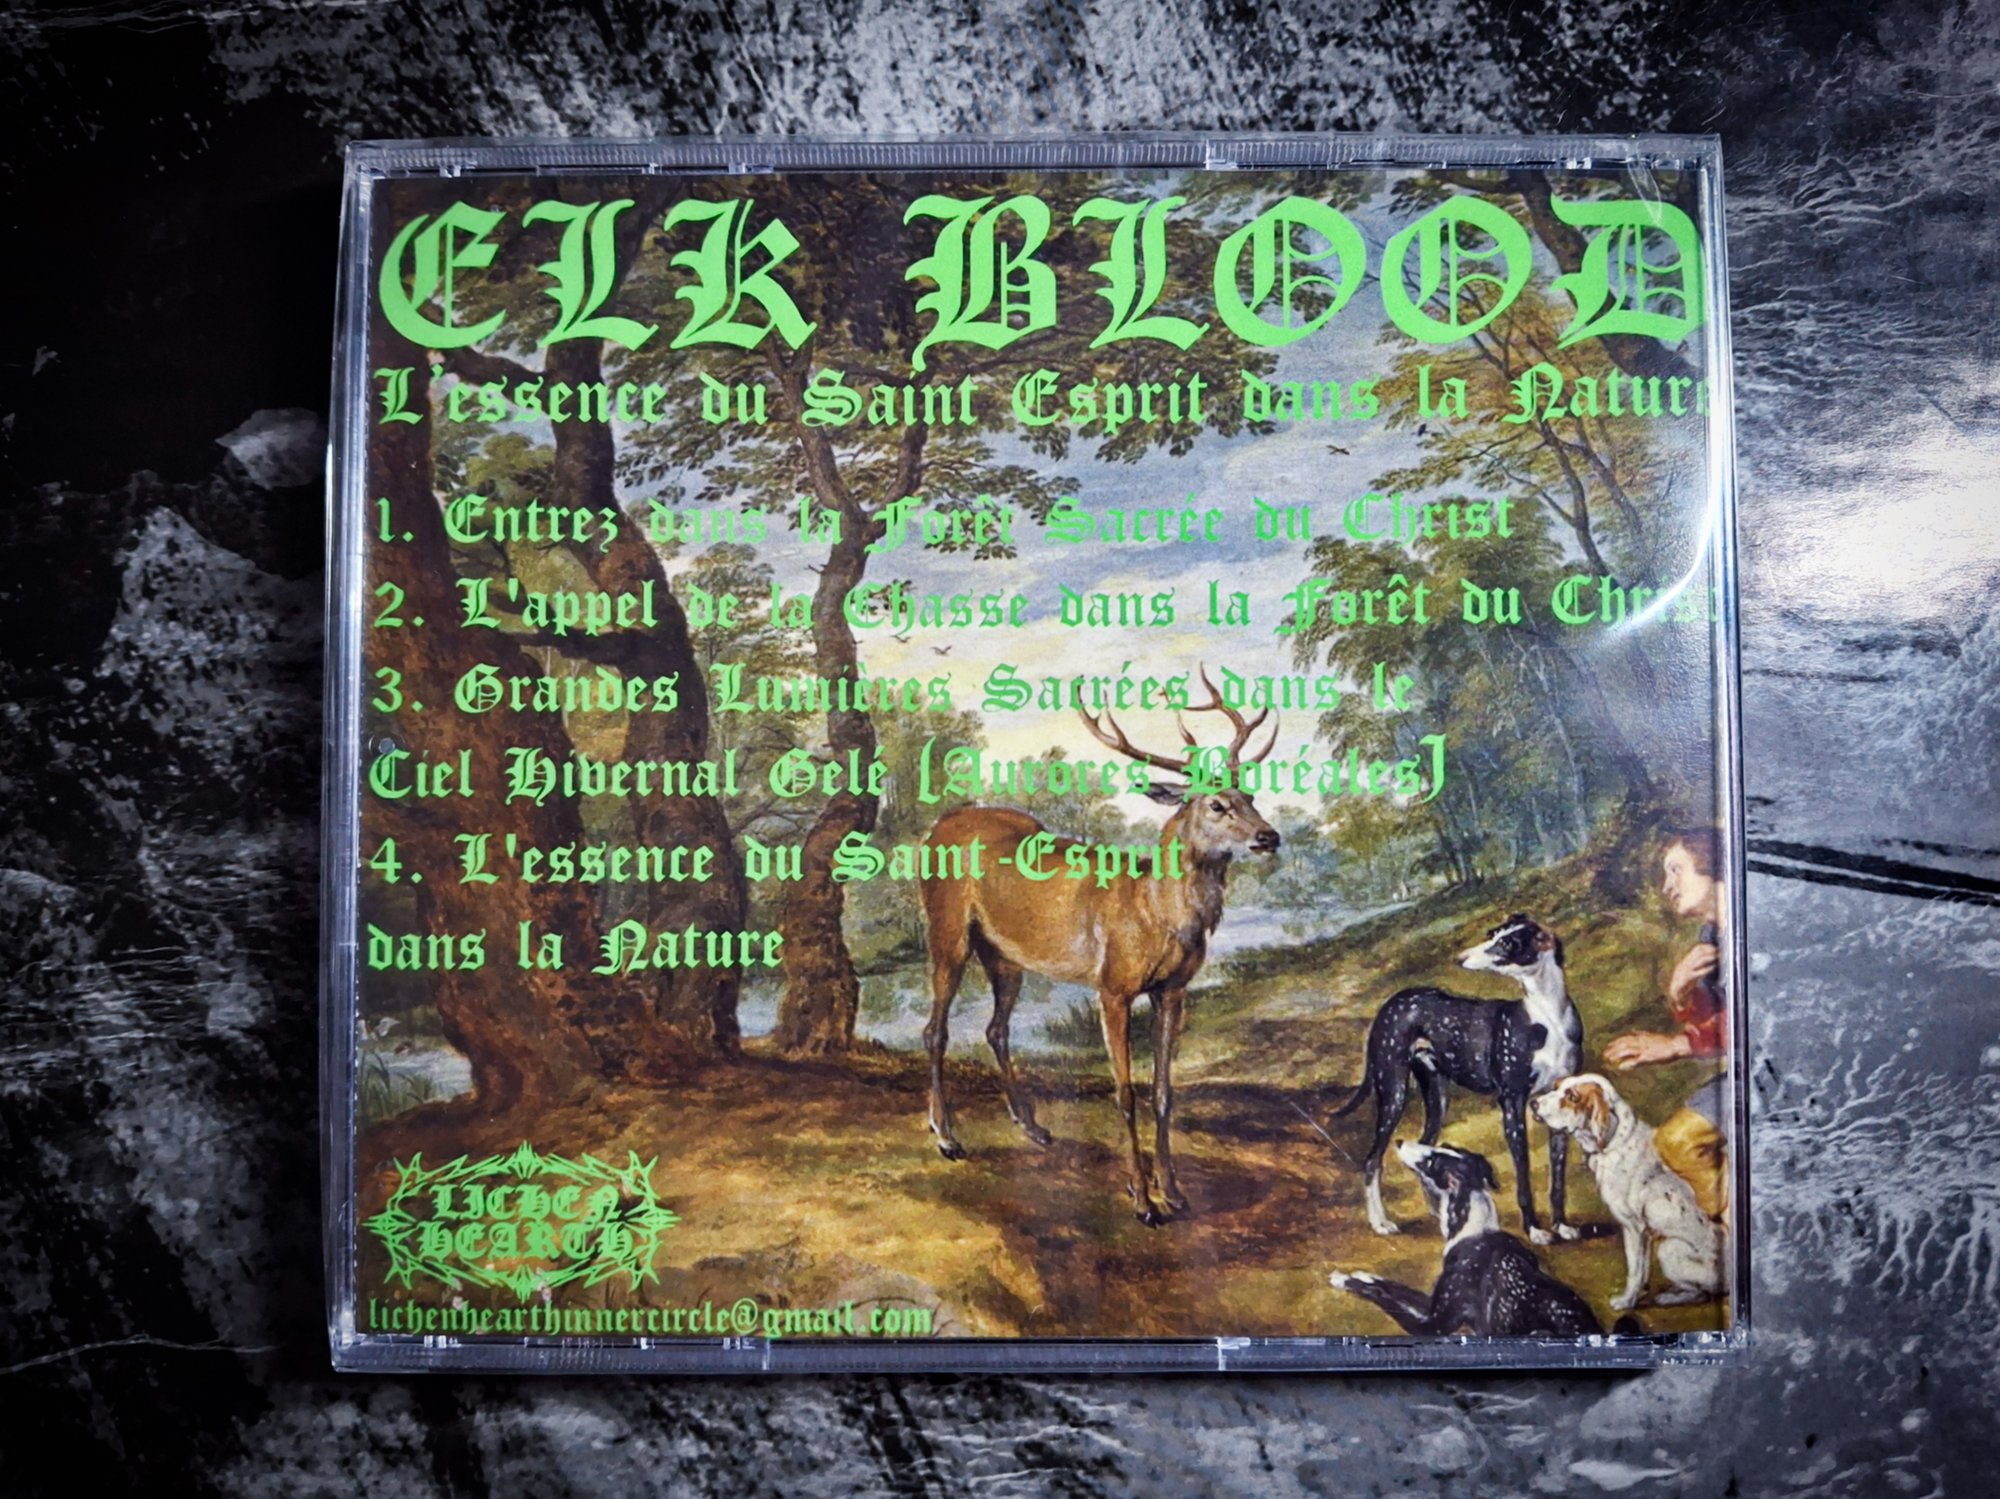 ELK BLOOD
L'essence du Saint Esprit dans la Nature
1. Entrez dans la Forêt Sacrée du Christ
2. L'appel de la Chasse dans la Forêt du Christ
3. Grandes Lumières Sacrées dans le
Ciel Hivernal Gelé (Aurores Boréales)
4. L'essence du Saint-Esprit
dans la Nature
LICHEN
HEARTH
lichenhearthinnercircle@gmail.com